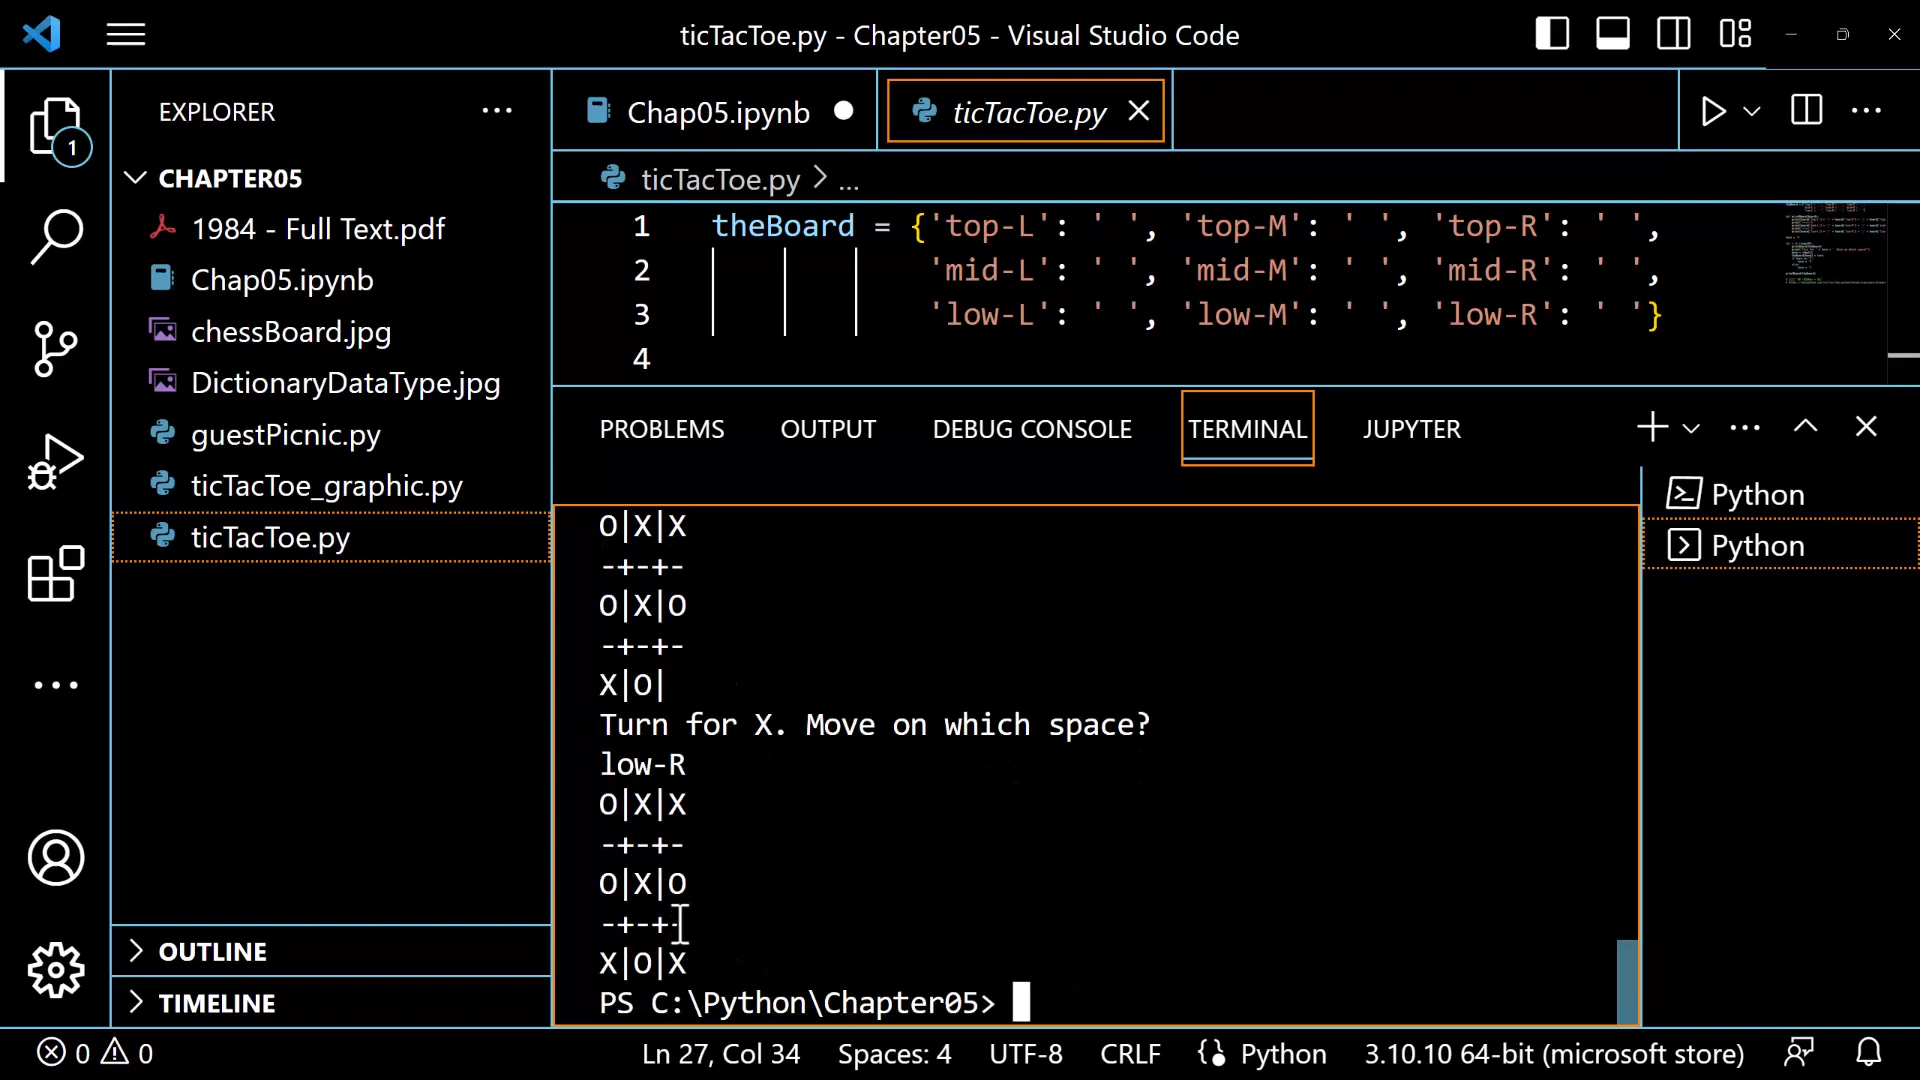 ticTacToe.py - Chapter05 - Visual Studio Code
EXPLORER
1
CHAPTER05
1984 - Full Text.pdf
Chap05.ipynb
chessBoard.jpg
DictionaryDataType.jpg
guestPicnic.py
ticTacToe_graphic.py
ticTacToe.py
OUTLINE
TIMELINE
Chap05.ipynb
ticTacToe.py
ticTacToe.py > ...
1 theBoard = {'top-L': ' ', 'top-M': ' ', 'top-R': ' ',
2 'mid-L': ' ', 'mid-M': ' ', 'mid-R': ' ',
3 'low-L': ' ', 'low-M': ' ', 'low-R': ' '}
4
PROBLEMS OUTPUT DEBUG CONSOLE TERMINAL JUPYTER
O|X|X
-+-+-
O|X|O
-+-+-
X|O|
Turn for X. Move on which space?
low-R
O|X|X
-+-+-
O|X|O
-+-+-
X|O|X
PS C:\Python\Chapter05>
Python
Python
0 0
Ln 27, Col 34 Spaces: 4 UTF-8 CRLF Python 3.10.10 64-bit (microsoft store)